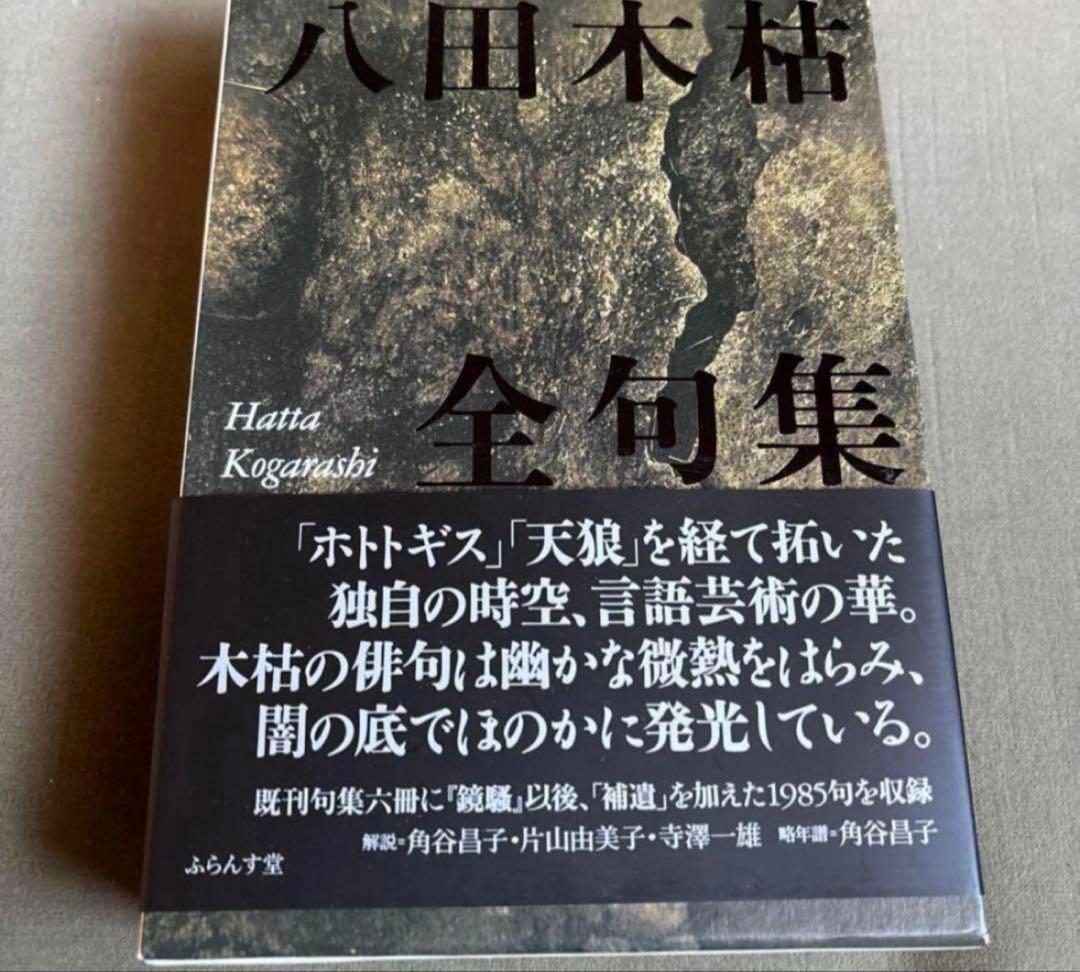 八田木枯
全句集
Hatta
Kogarashi
「ホトトギス」「天狼」を経て拓いた
独自の時空、言語芸術の華。
木枯の俳句は幽かな微熱をはらみ、
闇の底でほのかに発光している。
既刊句集六冊に『鏡騒』以後、「補遺」を加えた1985句を収録
解説=角谷昌子・片山由美子・寺澤一雄 略年譜=角谷昌子
ふらんす堂